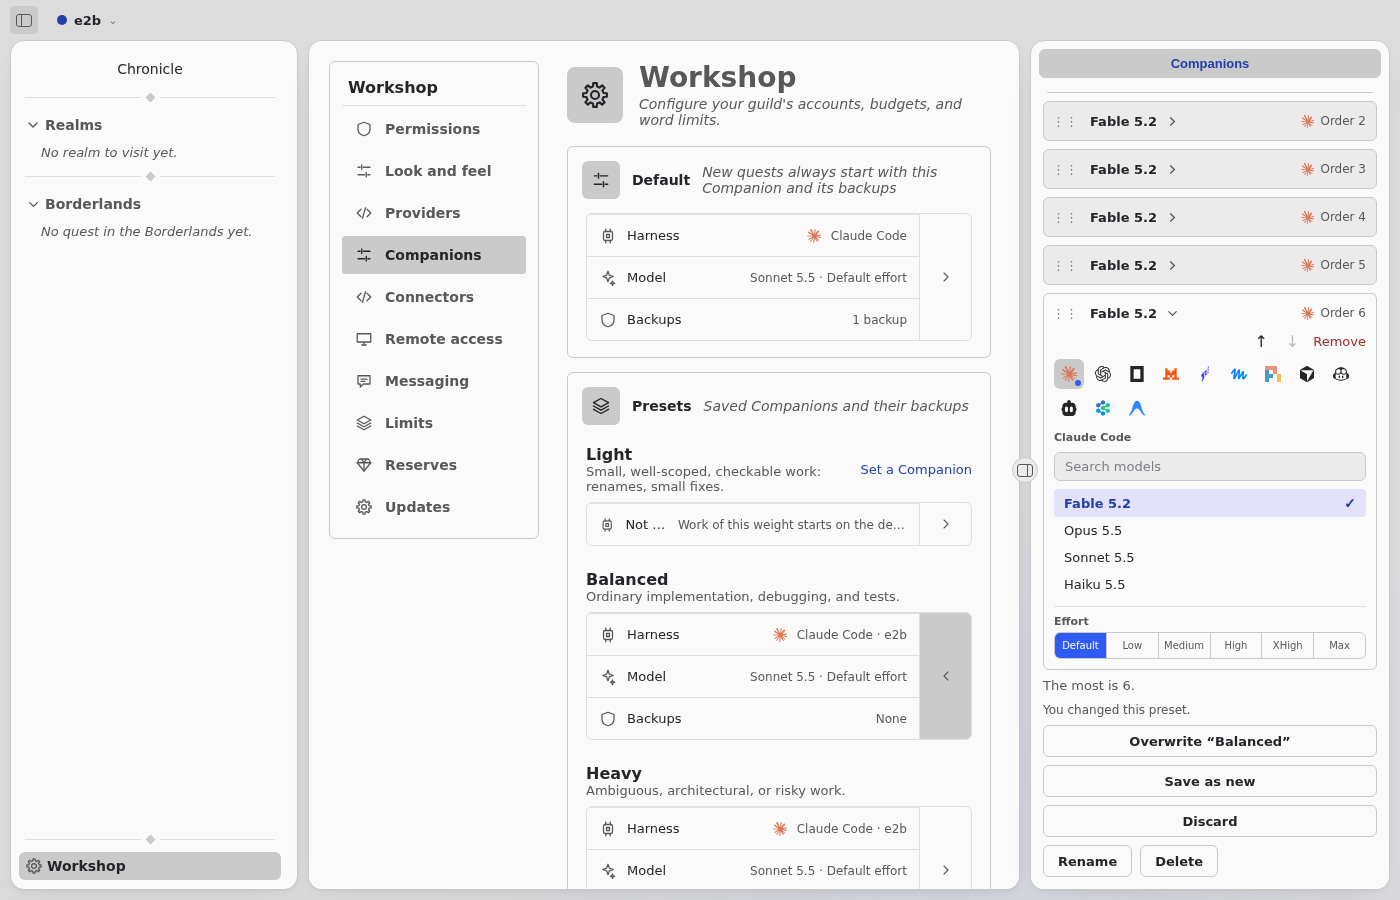 e2b
Chronicle
Realms
No realm to visit yet.
Borderlands
No quest in the Borderlands yet.
Workshop
Workshop
Permissions
Look and feel
Providers
Companions
Connectors
Remote access
Messaging
Limits
Reserves
Updates
Workshop
Configure your guild's accounts, budgets, and
word limits.
Default
New quests always start with this
Companion and its backups
Harness
Claude Code
Model
Sonnet 5.5 · Default effort
Backups
1 backup
Presets
Saved Companions and their backups
Light
Small, well-scoped, checkable work:
renames, small fixes.
Set a Companion
Not ...
Work of this weight starts on the de...
Balanced
Ordinary implementation, debugging, and tests.
Harness
Claude Code · e2b
Model
Sonnet 5.5 · Default effort
Backups
None
Heavy
Ambiguous, architectural, or risky work.
Harness
Claude Code · e2b
Model
Sonnet 5.5 · Default effort
Companions
Fable 5.2
Order 2
Fable 5.2
Order 3
Fable 5.2
Order 4
Fable 5.2
Order 5
Fable 5.2
Order 6
↑ ↓ Remove
Claude Code
Search models
Fable 5.2 ✓
Opus 5.5
Sonnet 5.5
Haiku 5.5
Effort
Default Low Medium High XHigh Max
The most is 6.
You changed this preset.
Overwrite “Balanced”
Save as new
Discard
Rename Delete